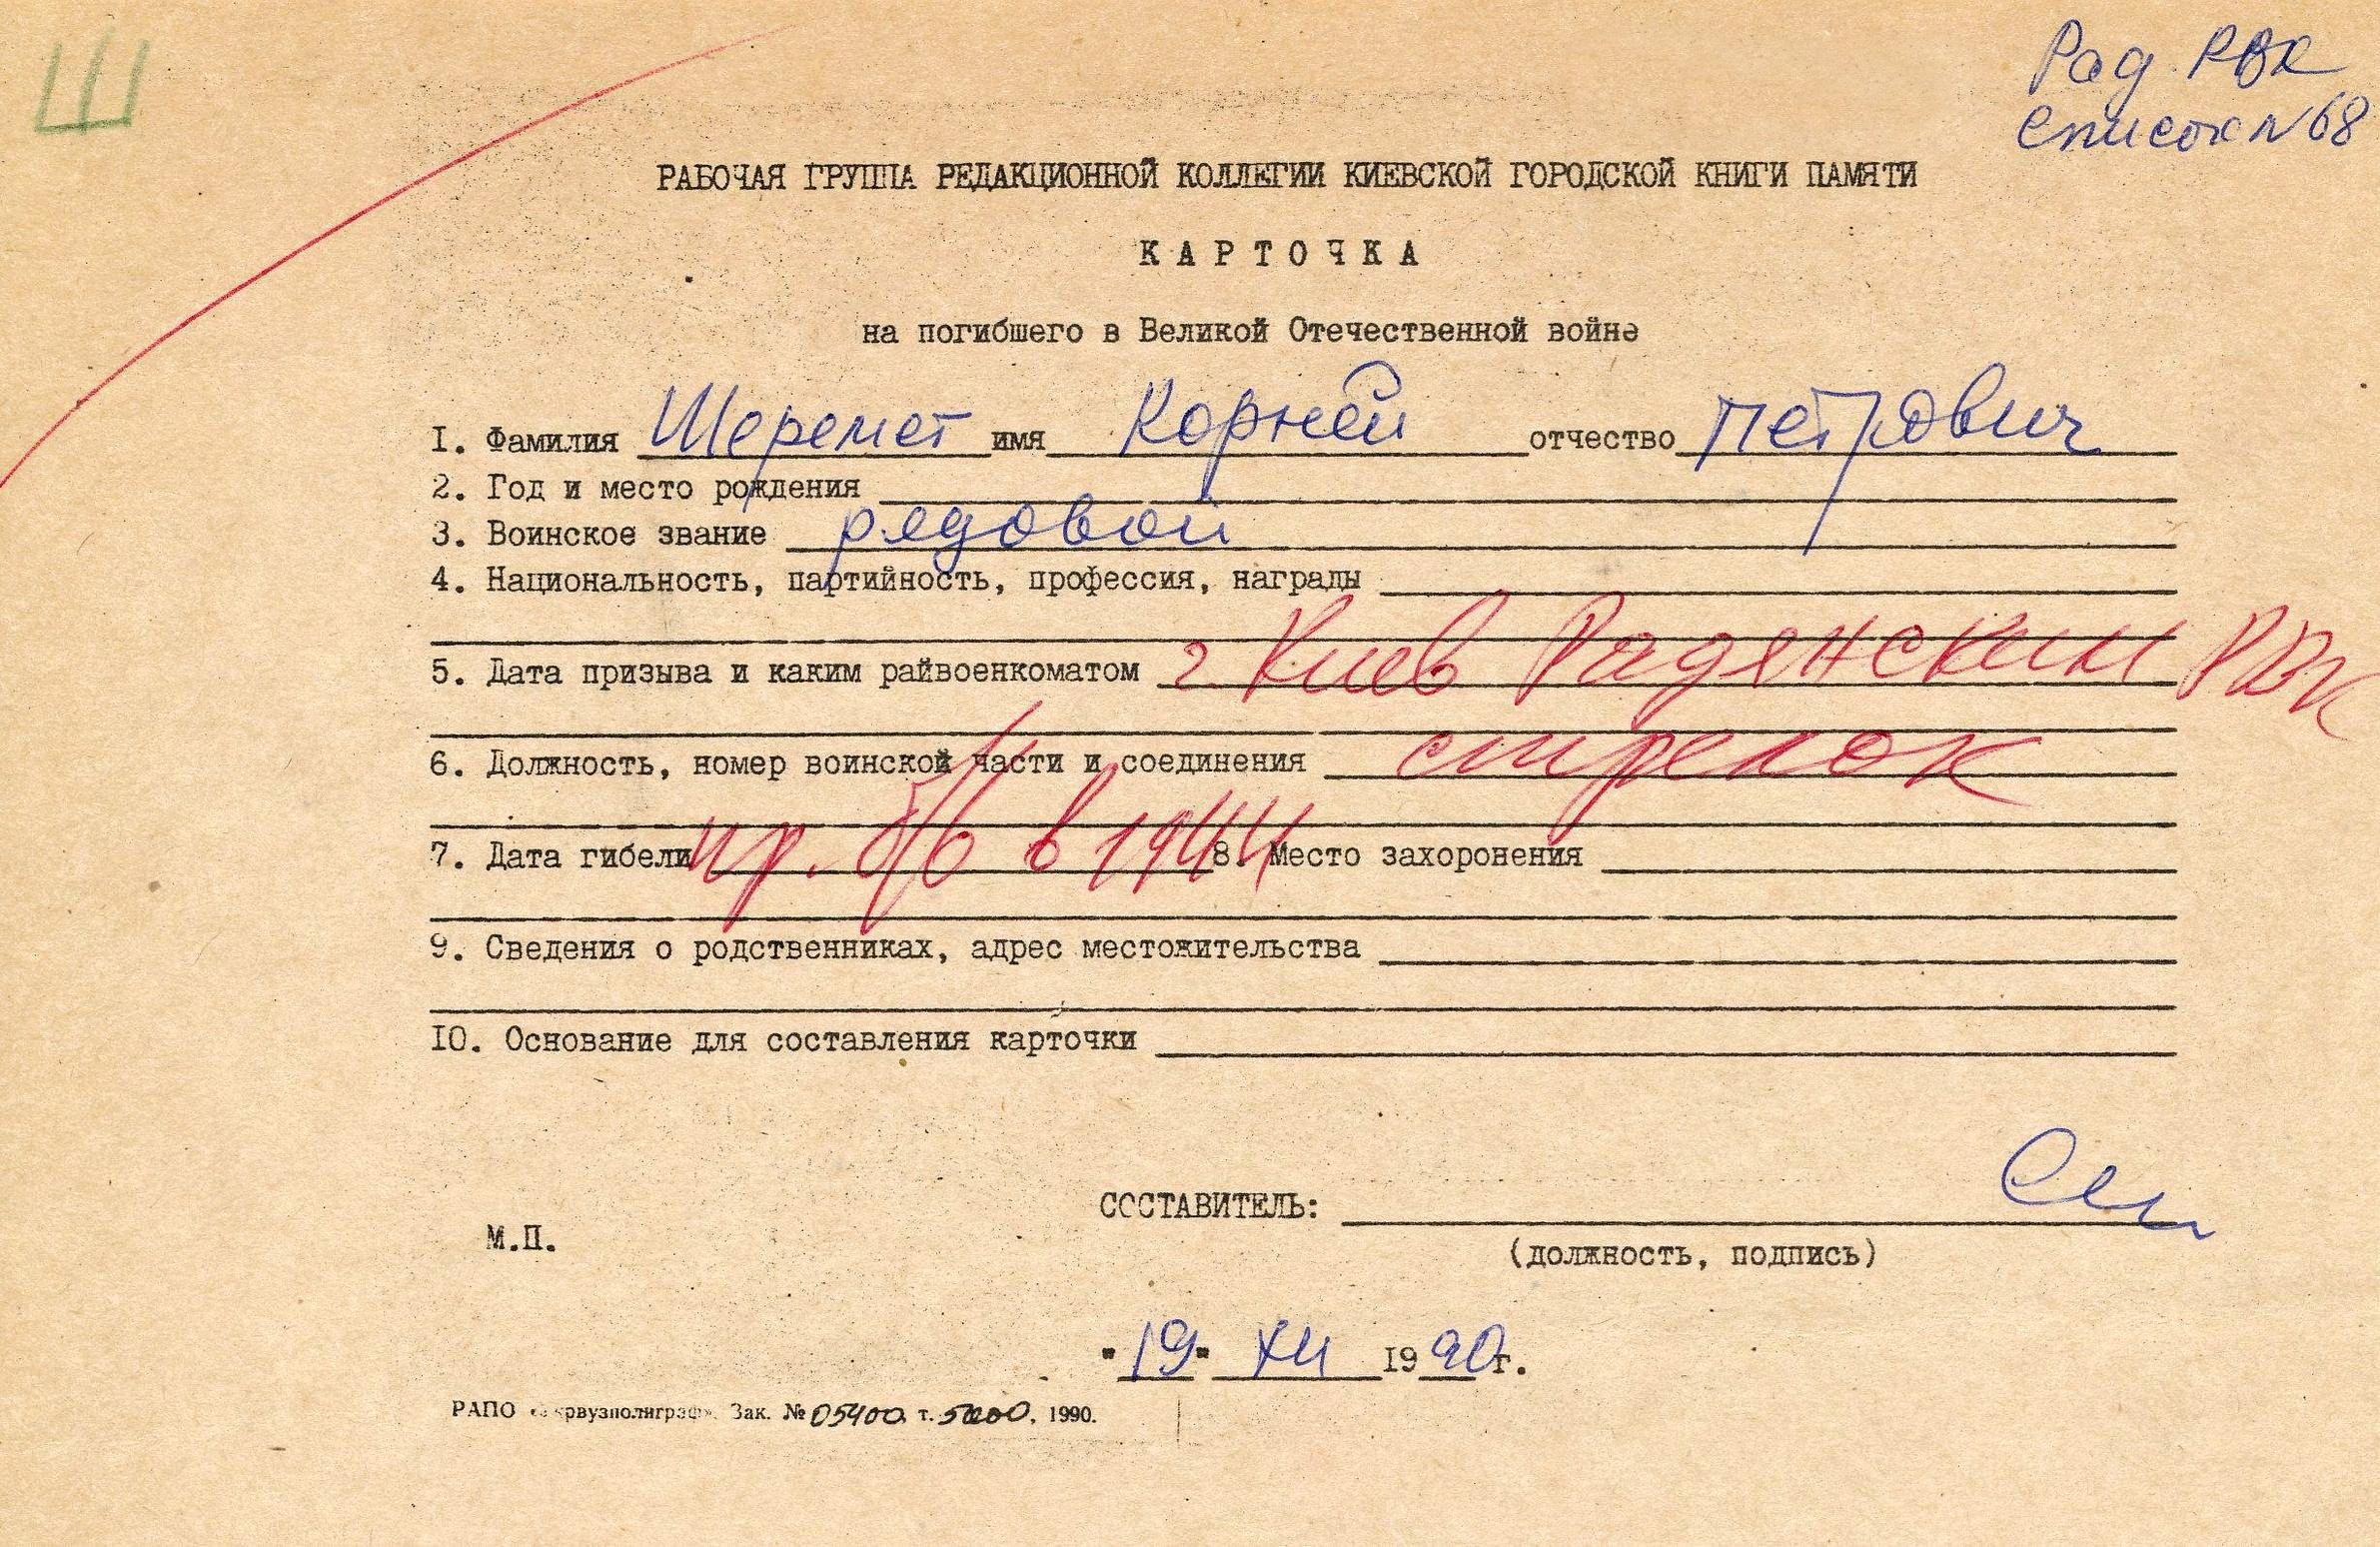 Ш
Рад. РВК
Список № 68
РАБОЧАЯ ГРУППА РЕДАКЦИОННОЙ КОЛЛЕГИИ КИЕВСКОЙ ГОРОДСКОЙ КНИГИ ПАМЯТИ
КАРТОЧКА
на погибшего в Великой Отечественной войне
1. Фамилия Шеремет имя Корней отчество Петрович
2. Год и место рождения
3. Воинское звание рядовой
4. Национальность, партийность, профессия, награды
5. Дата призыва и каким райвоенкоматом г. Киев Радянским РВК
6. Должность, номер воинской части и соединения стрелок
7. Дата гибели пр. б/в в 1944 8. Место захоронения
9. Сведения о родственниках, адрес местожительства
10. Основание для составления карточки
СОСТАВИТЕЛЬ:
М.П.
(должность, подпись)
"19" XII 1990г.
РАПО Зак. № 05400 т. 5000, 1990.